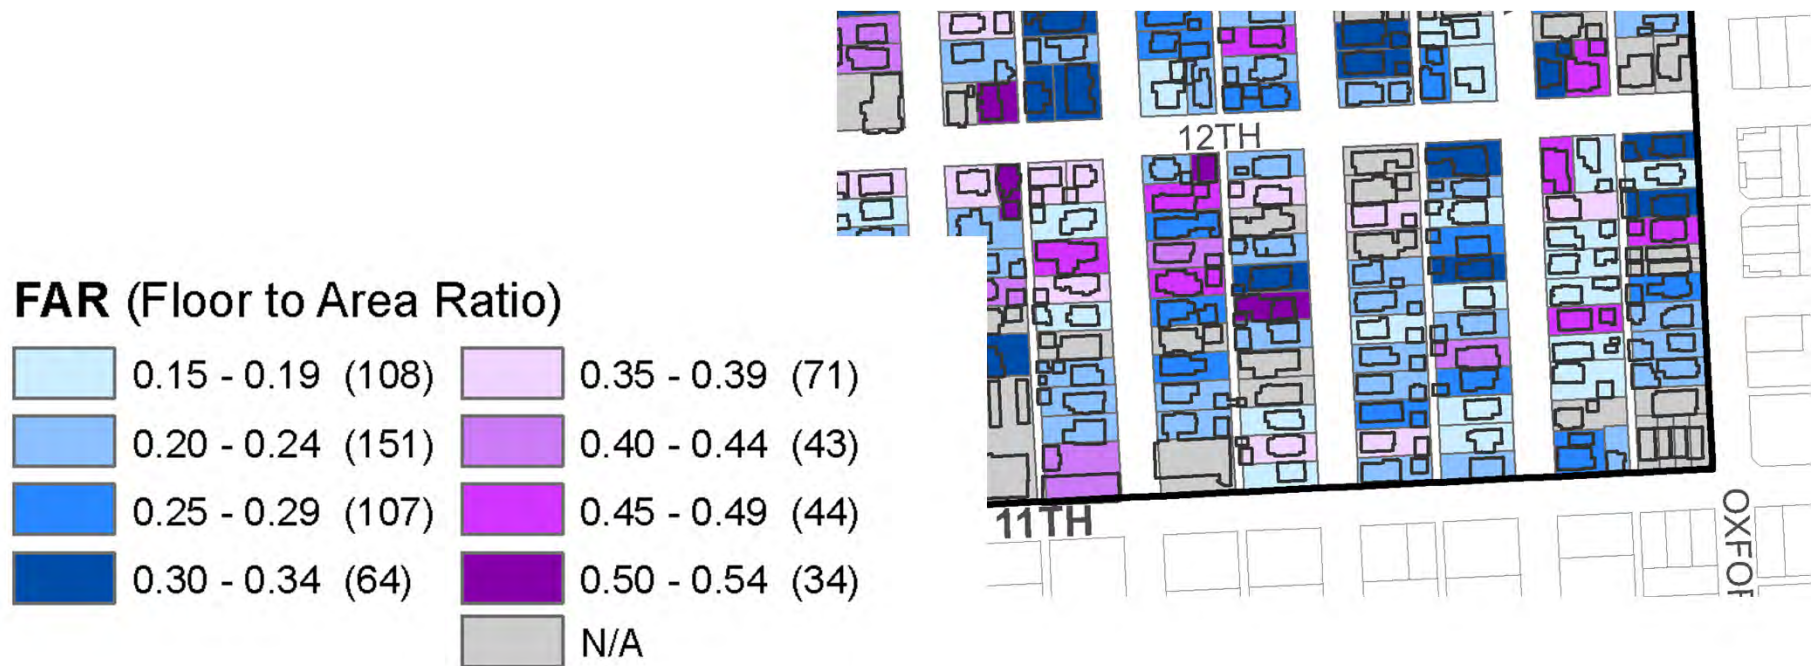 12TH
FAR (Floor to Area Ratio)
0.15 - 0.19 (108)
0.35 - 0.39 (71)
0.20 - 0.24 (151)
0.40 - 0.44 (43)
0.25 - 0.29 (107)
0.45 - 0.49 (44)
0.30 - 0.34 (64)
0.50 - 0.54 (34)
N/A
11TH
OXFOR